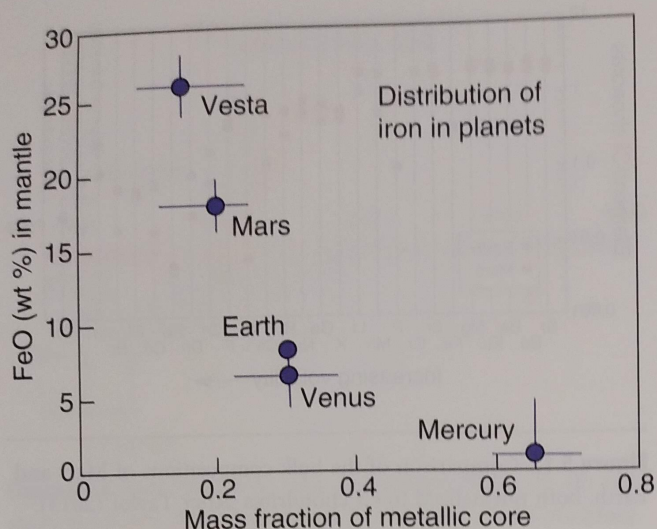 30
25
20
15
10
5
0
FeO (wt %) in mantle
Distribution of
iron in planets
Vesta
Mars
Earth
Venus
Mercury
0
0.2
0.4
0.6
0.8
Mass fraction of metallic core